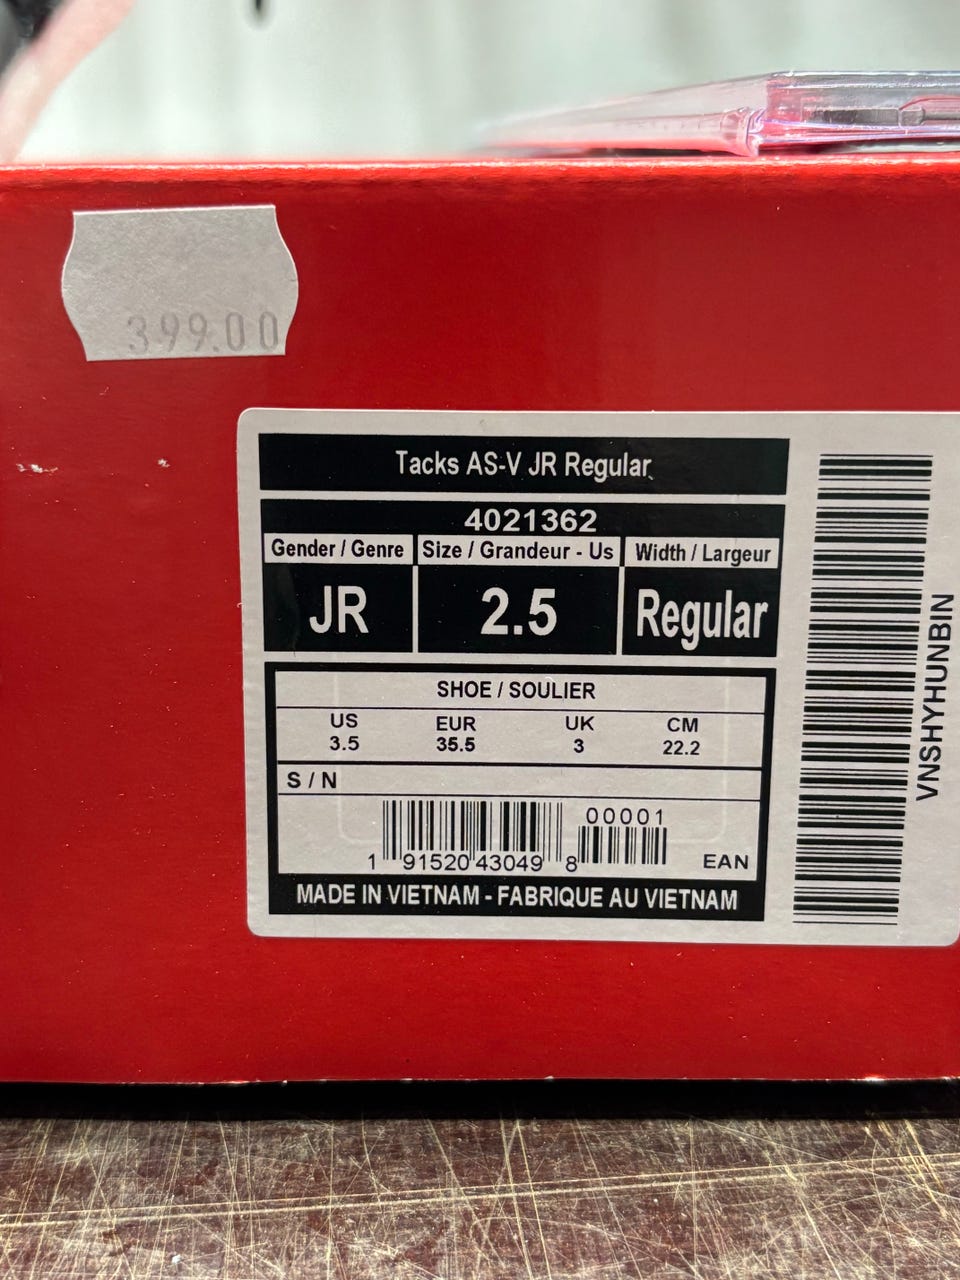 399.00
Tacks AS-V JR Regular
4021362
Gender / Genre Size / Grandeur - Us Width / Largeur
JR 2.5 Regular
SHOE / SOULIER
US EUR UK CM
3.5 35.5 3 22.2
S / N
00001
1 91520 43049 8 EAN
MADE IN VIETNAM - FABRIQUE AU VIETNAM
VNSHYHUNBIN